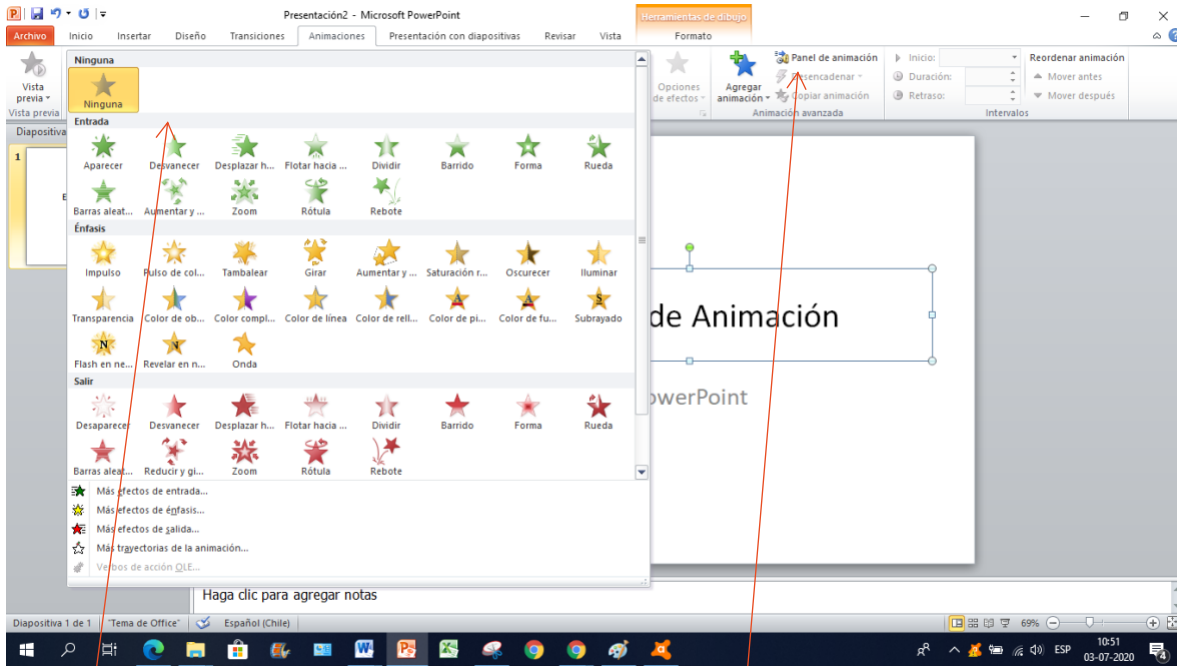 Presentación2 - Microsoft PowerPoint
Herramientas de dibujo
Archivo Inicio Insertar Diseño Transiciones Animaciones Presentación con diapositivas Revisar Vista Formato
Vista previa
Vista previa
Ninguna
Ninguna
Entrada
Aparecer Desvanecer Desplazar h... Flotar hacia ... Dividir Barrido Forma Rueda
Barras aleat... Aumentar y ... Zoom Rótula Rebote
Énfasis
Impulso Pulso de col... Tambalear Girar Aumentar y ... Saturación r... Oscurecer Iluminar
Transparencia Color de ob... Color compl... Color de línea Color de rell... Color de pi... Color de fu... Subrayado
Flash en ne... Revelar en n... Onda
Salir
Desaparecer Desvanecer Desplazar h... Flotar hacia ... Dividir Barrido Forma Rueda
Barras aleat... Reducir y gi... Zoom Rótula Rebote
Más efectos de entrada...
Más efectos de énfasis...
Más efectos de salida...
Más trayectorias de la animación...
Verbos de acción OLE...
Opciones de efectos
Agregar animación
Panel de animación
Desencadenar
Copiar animación
Animación avanzada
Inicio:
Duración:
Retraso:
Reordenar animación
Mover antes
Mover después
Intervalos
Diapositiva
1
E
de Animación
owerPoint
Haga clic para agregar notas
Diapositiva 1 de 1 "Tema de Office" Español (Chile) 69%
ESP 10:51
03-07-2020
4